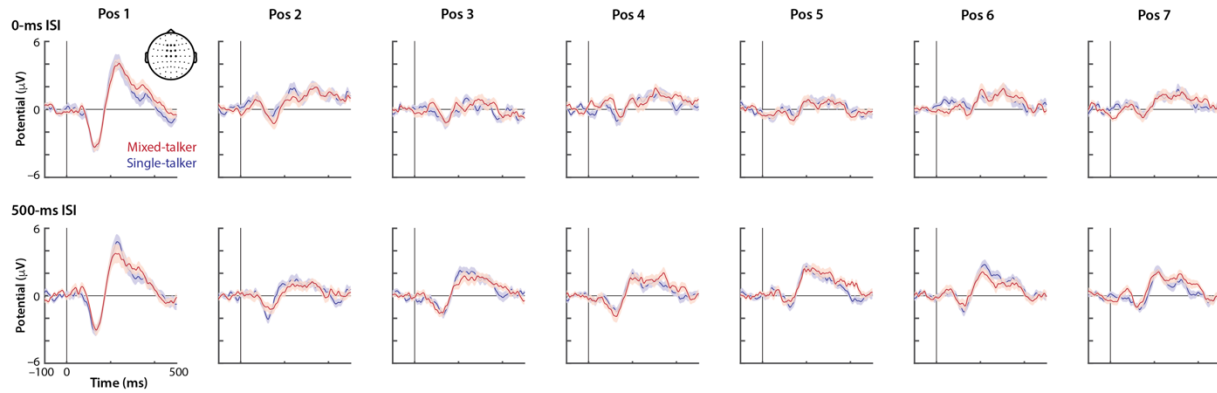 Pos 1 Pos 2 Pos 3 Pos 4 Pos 5 Pos 6 Pos 7
0-ms ISI
6
Potential (µV)
0
Mixed-talker
Single-talker
–6
500-ms ISI
6
Potential (µV)
0
–6
–100 0 500
Time (ms)